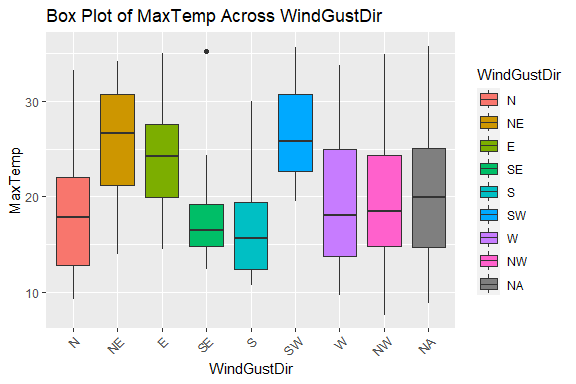 Box Plot of MaxTemp Across WindGustDir
MaxTemp
30
20
10
N
NE
E
SE
S
SW
W
NW
NA
WindGustDir
WindGustDir
N
NE
E
SE
S
SW
W
NW
NA